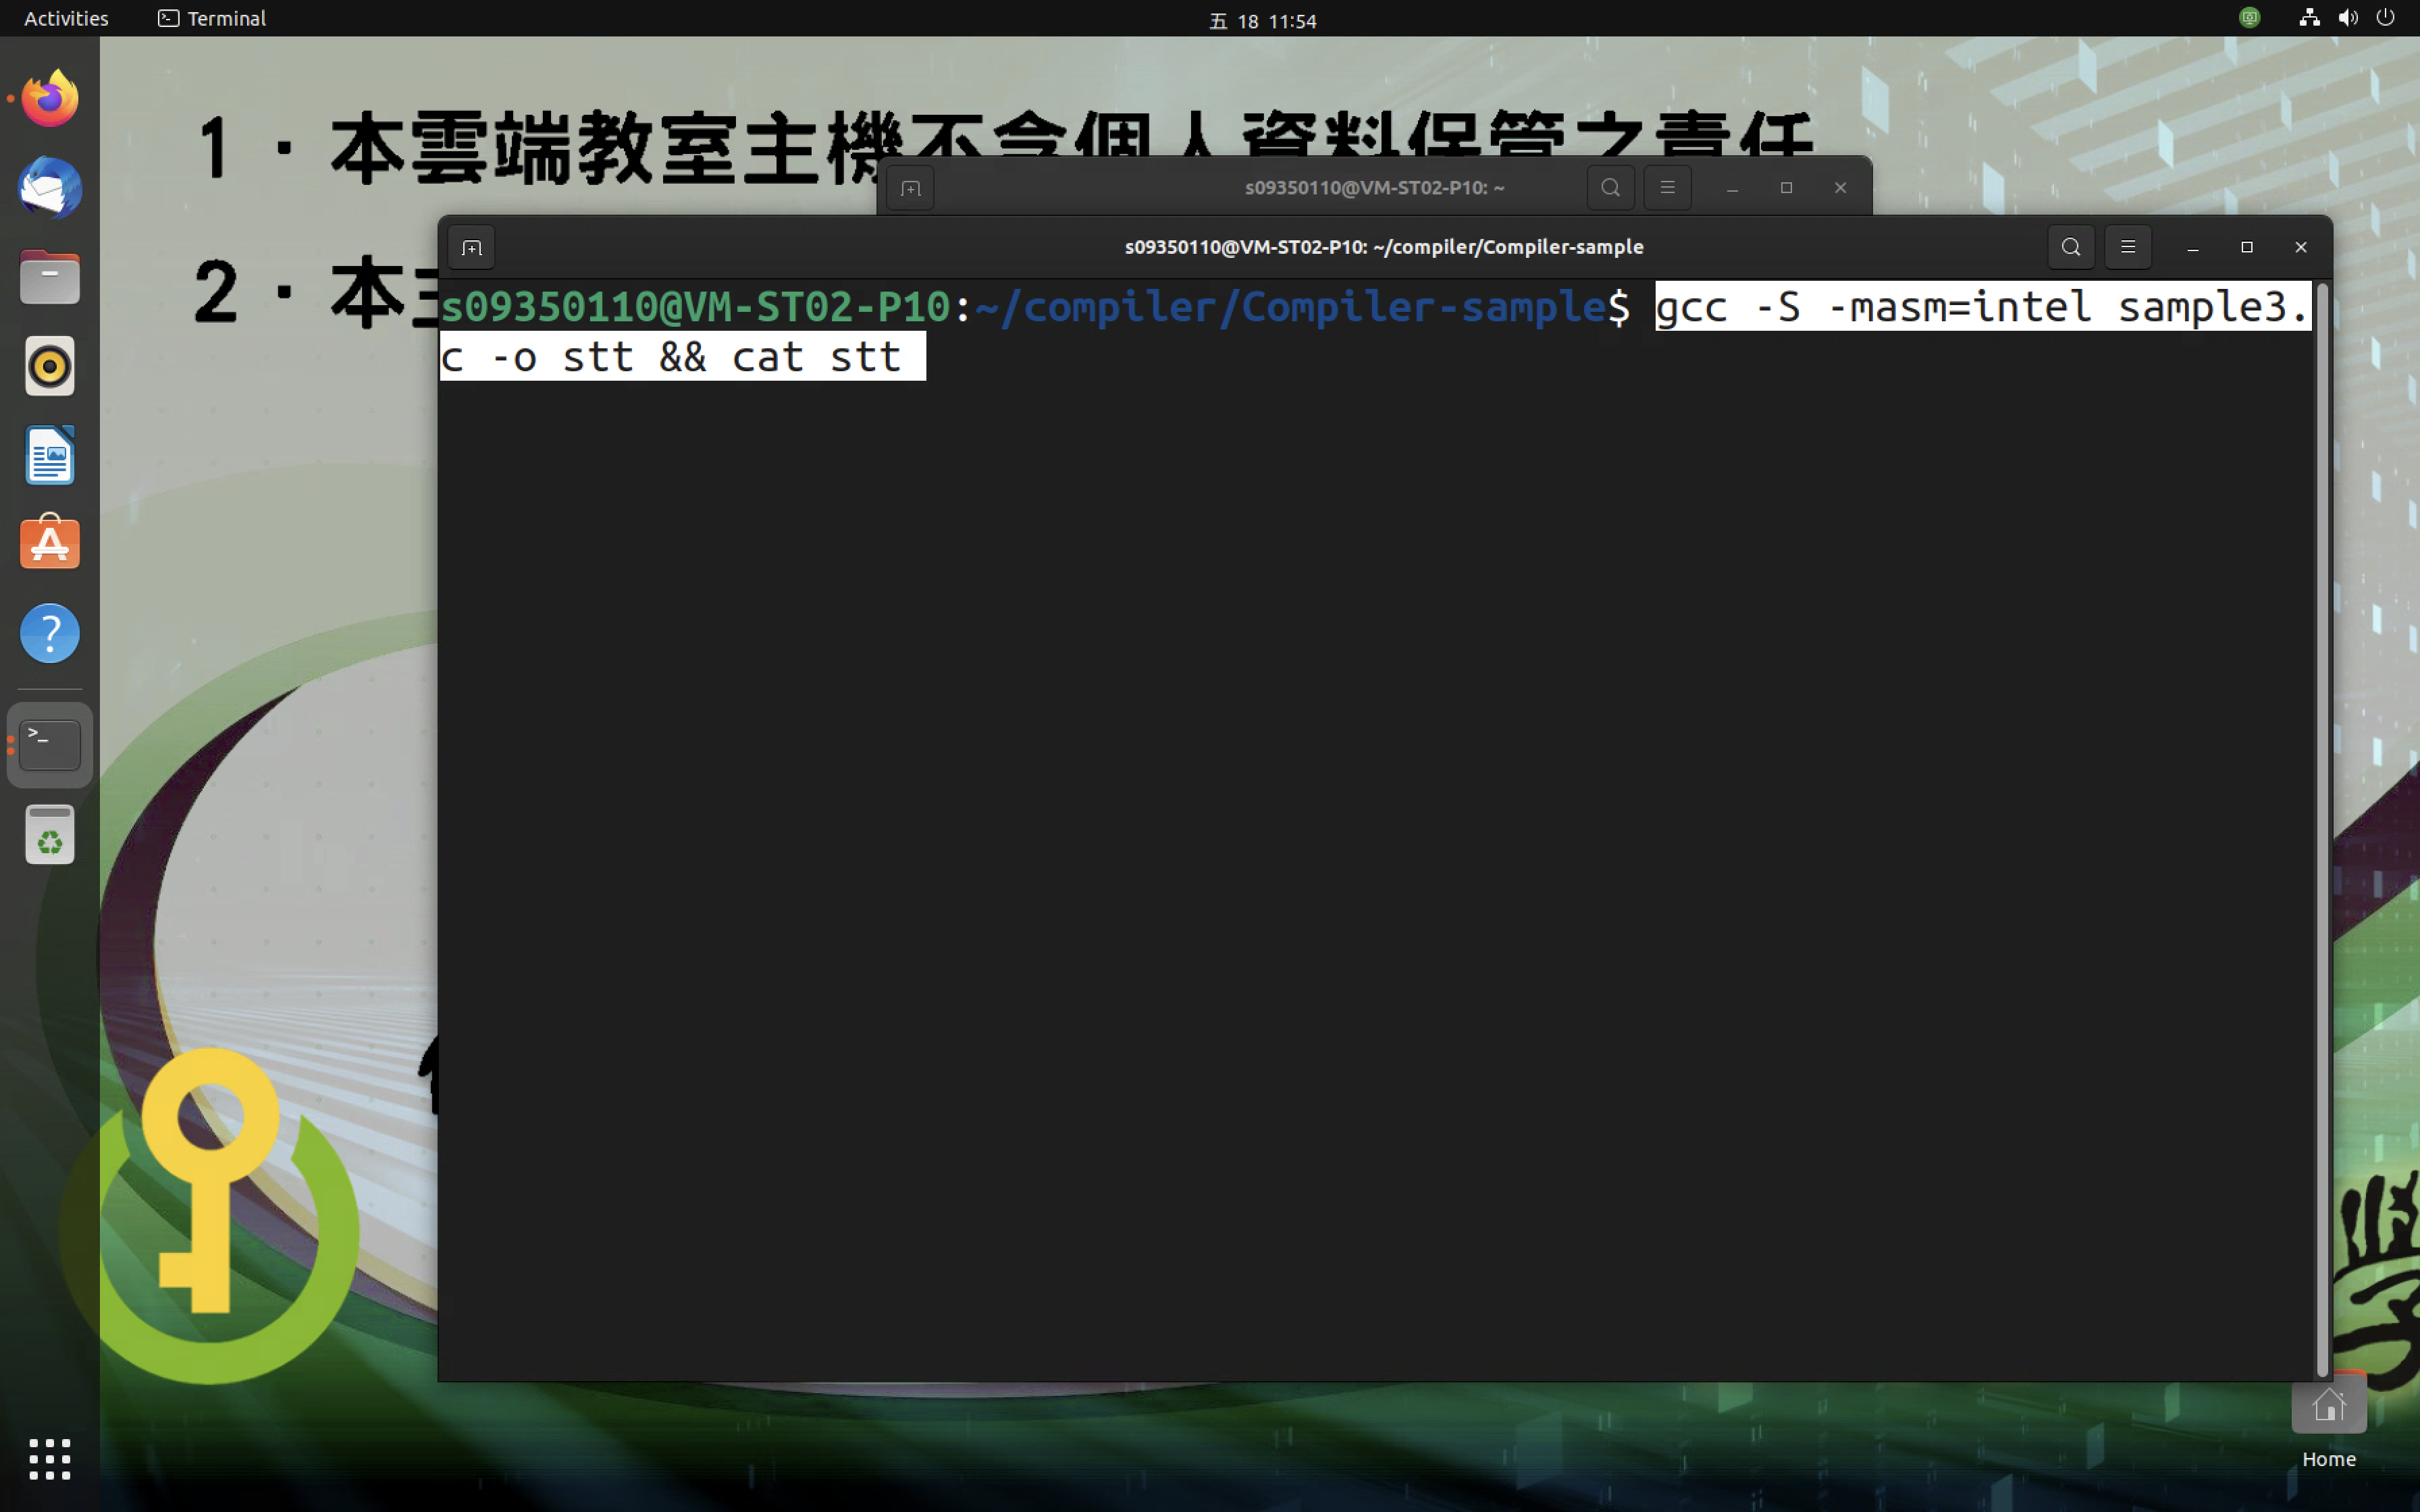 Activities
Terminal
五 18 11:54
1．本雲端教室主機不含個人資料保管之責任
s09350110@VM-ST02-P10: ~
2．本主
s09350110@VM-ST02-P10: ~/compiler/Compiler-sample
s09350110@VM-ST02-P10:~/compiler/Compiler-sample$ gcc -S -masm=intel sample3.
c -o stt && cat stt
Home